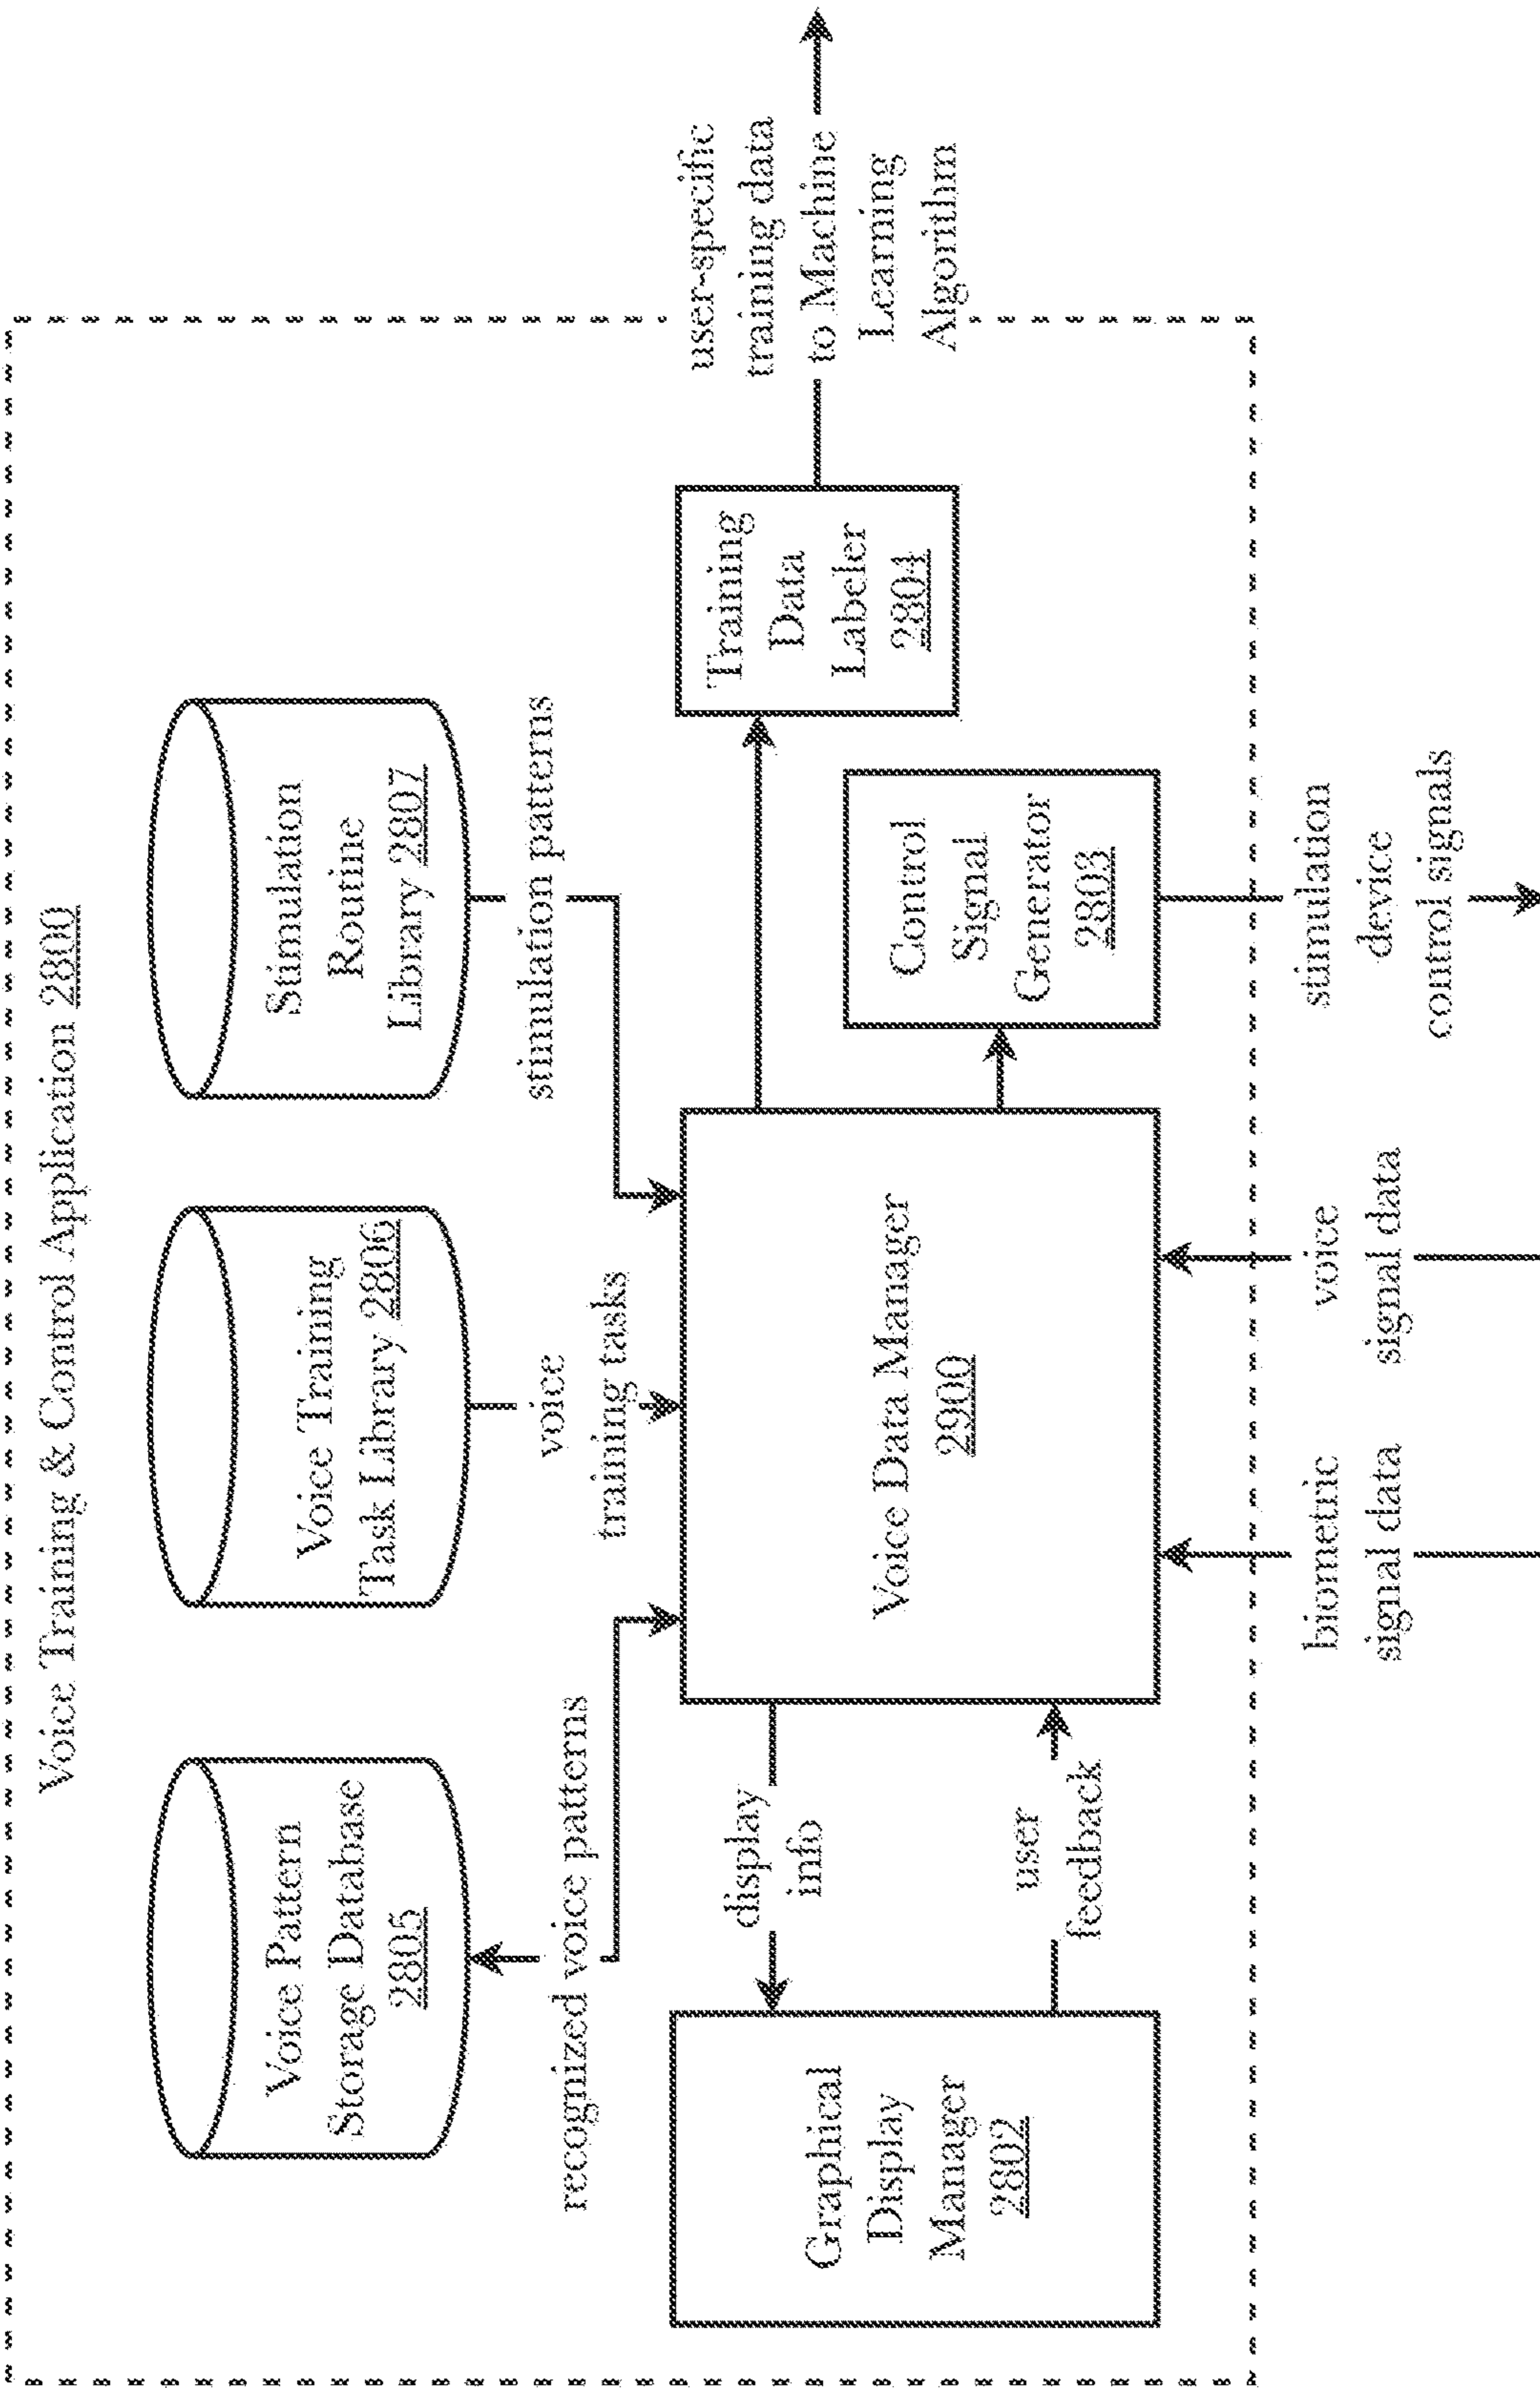 Voice Training & Control Application 2800
Voice Pattern
Storage Database
2805
Voice Training
Task Library 2806
Stimulation
Routine
Library 2807
recognized voice patterns
voice
training tasks
stimulation patterns
Graphical
Display
Manager
2802
display
info
user
feedback
Voice Data Manager
2900
Control
Signal
Generator
2803
Training
Data
Labeler
2804
user-specific
training data
to Machine
Learning
Algorithm
biometric
signal data
voice
signal data
stimulation
device
control signals